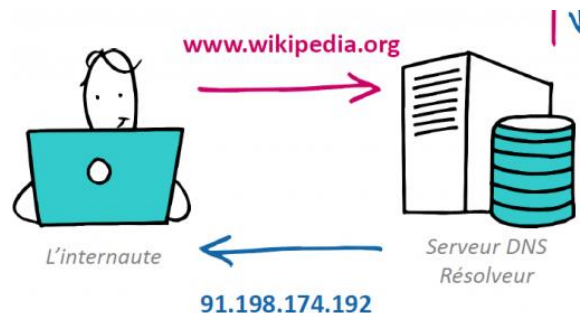 www.wikipedia.org
L'internaute
Serveur DNS
Résolveur
91.198.174.192